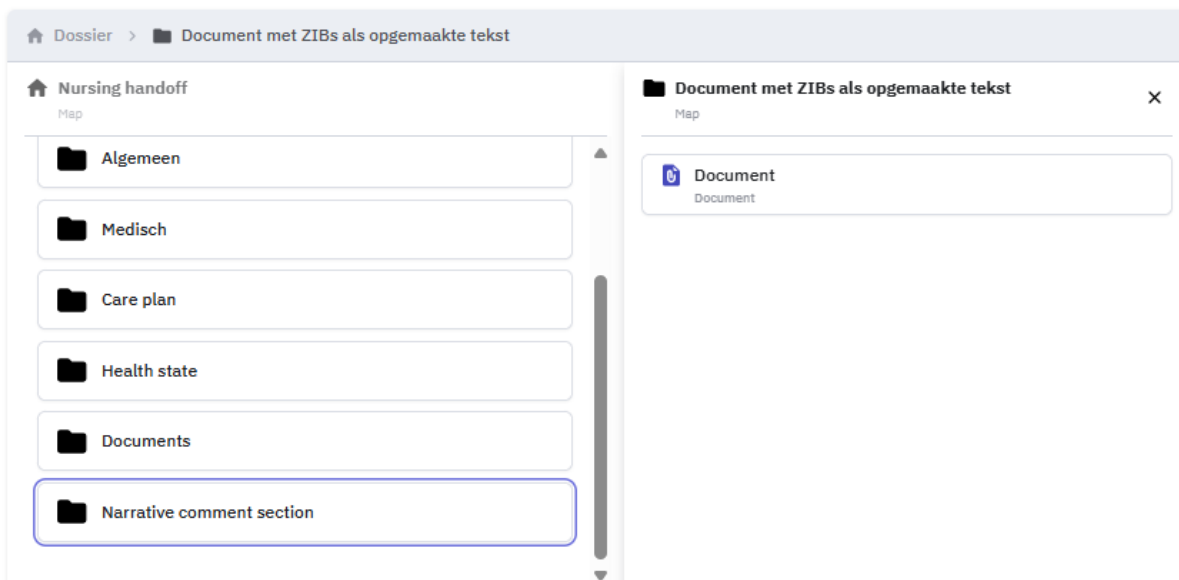 Dossier > Document met ZIBs als opgemaakte tekst
Nursing handoff
Map
Algemeen
Medisch
Care plan
Health state
Documents
Narrative comment section
Document met ZIBs als opgemaakte tekst
Map
Document
Document